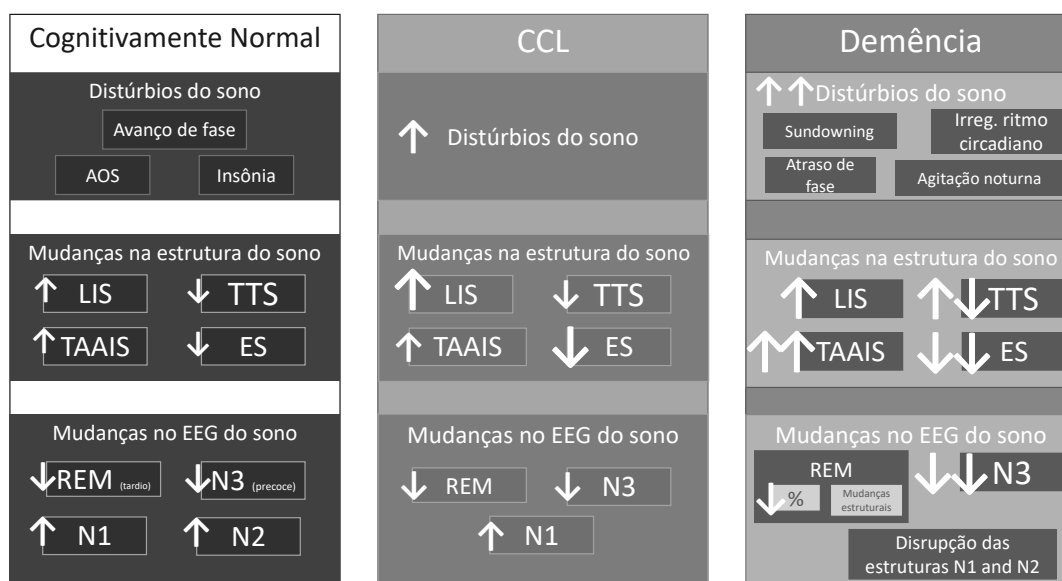 Cognitivamente Normal
Distúrbios do sono
Avanço de fase
AOS
Insônia
Mudanças na estrutura do sono
↑ LIS
↓ TTS
↑ TAAIS
↓ ES
Mudanças no EEG do sono
↓ REM (tardio)
↓ N3 (precoce)
↑ N1
↑ N2
CCL
↑ Distúrbios do sono
Mudanças na estrutura do sono
↑ LIS
↓ TTS
↑ TAAIS
↓ ES
Mudanças no EEG do sono
↓ REM
↓ N3
↑ N1
Demência
↑↑ Distúrbios do sono
Sundowning
Irreg. ritmo
circadiano
Atraso de
fase
Agitação noturna
Mudanças na estrutura do sono
↑ LIS
↑↓ TTS
↑↑ TAAIS
↓↓ ES
Mudanças no EEG do sono
REM
↓ %
Mudanças
estruturais
↓↓ N3
Disrupção das
estruturas N1 and N2